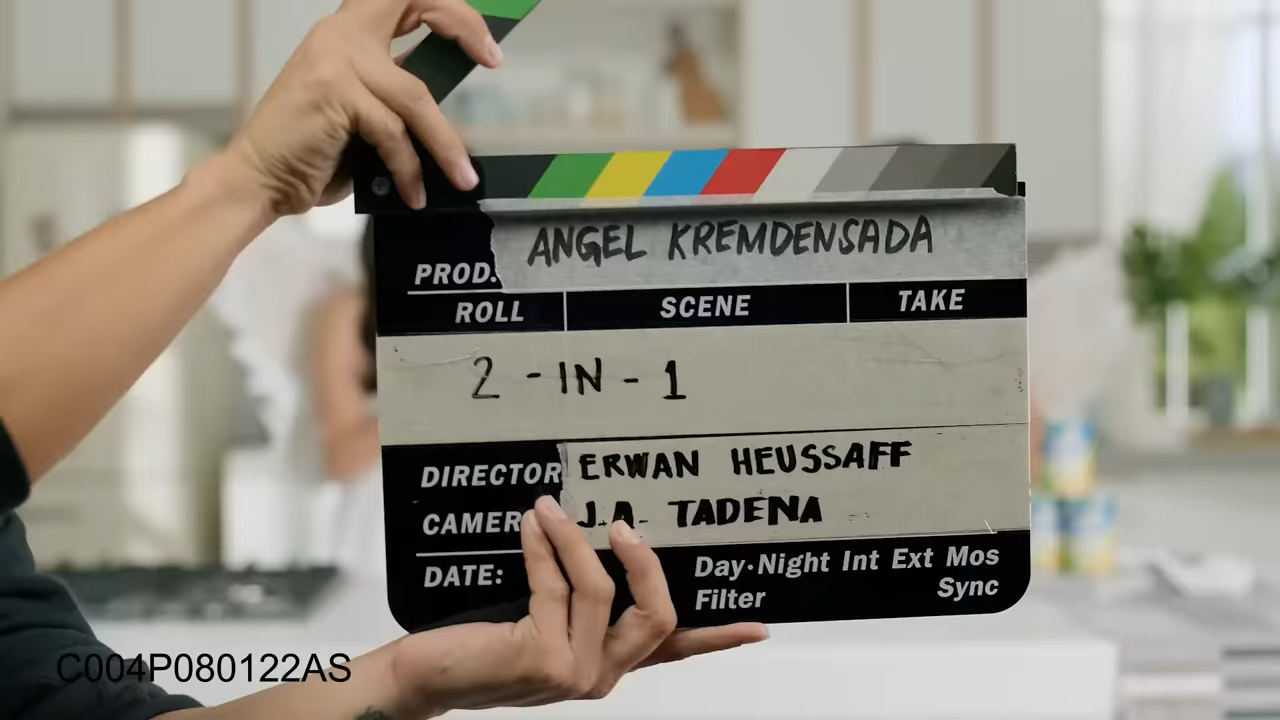 ANGEL KREMDENSADA
PROD.
ROLL SCENE TAKE
2 - IN - 1
DIRECTOR ERWAN HEUSSAFF
J.A. TADENA
DATE: Day·Night Int Ext Mos
Filter Sync
C004P080122AS